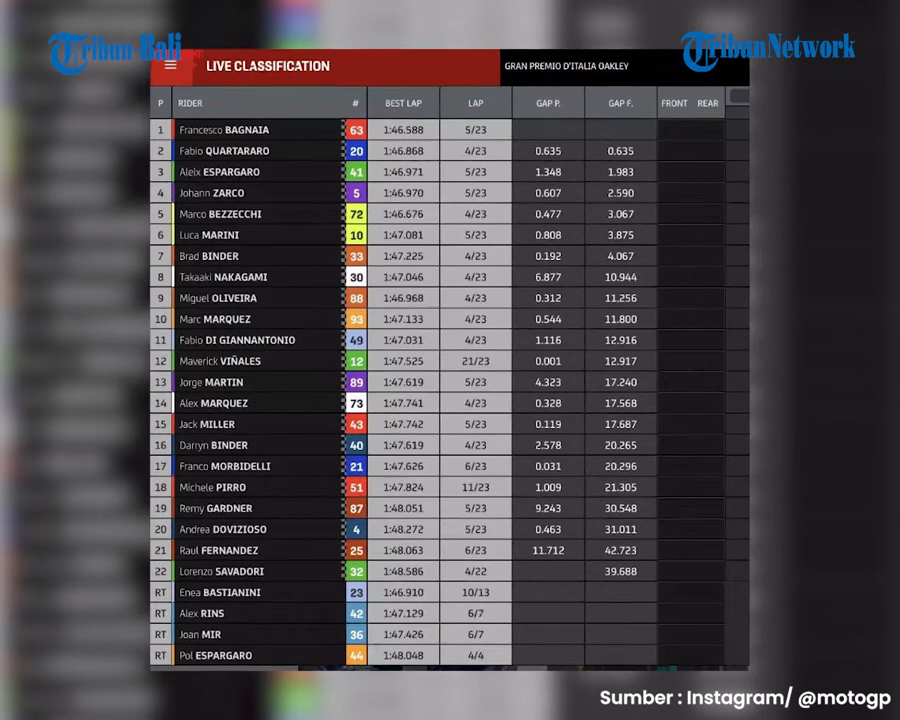 Tribun-Bali
TribunNetwork
LIVE CLASSIFICATION
GRAN PREMIO D'ITALIA OAKLEY
P RIDER # BEST LAP LAP GAP P. GAP F. FRONT REAR
1 Francesco BAGNAIA 63 1:46.588 5/23
2 Fabio QUARTARARO 20 1:46.868 4/23 0.635 0.635
3 Aleix ESPARGARO 41 1:46.971 5/23 1.348 1.983
4 Johann ZARCO 5 1:46.970 5/23 0.607 2.590
5 Marco BEZZECCHI 72 1:46.676 4/23 0.477 3.067
6 Luca MARINI 10 1:47.081 5/23 0.808 3.875
7 Brad BINDER 33 1:47.225 4/23 0.192 4.067
8 Takaaki NAKAGAMI 30 1:47.046 4/23 6.877 10.944
9 Miguel OLIVEIRA 88 1:46.968 4/23 0.312 11.256
10 Marc MARQUEZ 93 1:47.133 4/23 0.544 11.800
11 Fabio DI GIANNANTONIO 49 1:47.031 4/23 1.116 12.916
12 Maverick VIÑALES 12 1:47.525 21/23 0.001 12.917
13 Jorge MARTIN 89 1:47.619 5/23 4.323 17.240
14 Alex MARQUEZ 73 1:47.741 4/23 0.328 17.568
15 Jack MILLER 43 1:47.742 5/23 0.119 17.687
16 Darryn BINDER 40 1:47.619 4/23 2.578 20.265
17 Franco MORBIDELLI 21 1:47.626 6/23 0.031 20.296
18 Michele PIRRO 51 1:47.824 11/23 1.009 21.305
19 Remy GARDNER 87 1:48.051 5/23 9.243 30.548
20 Andrea DOVIZIOSO 4 1:48.272 5/23 0.463 31.011
21 Raul FERNANDEZ 25 1:48.063 6/23 11.712 42.723
22 Lorenzo SAVADORI 32 1:48.586 4/22 39.688
RT Enea BASTIANINI 23 1:46.910 10/13
RT Alex RINS 42 1:47.129 6/7
RT Joan MIR 36 1:47.426 6/7
RT Pol ESPARGARO 44 1:48.048 4/4
Sumber : Instagram/ @motogp